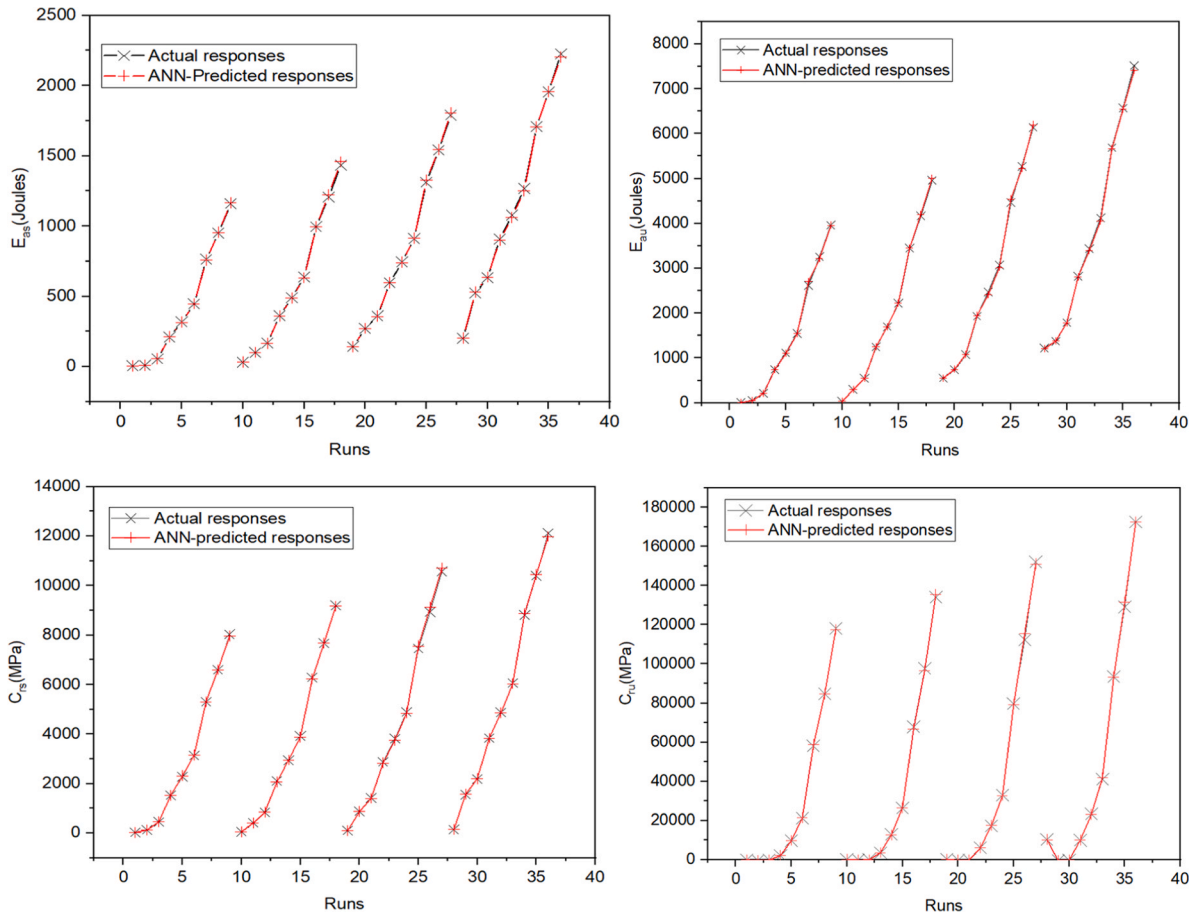 2500
2000
1500
1000
500
0
E_as(Joules)
Actual responses
ANN-Predicted responses
0 5 10 15 20 25 30 35 40
Runs
8000
7000
6000
5000
4000
3000
2000
1000
0
E_au(Joules)
Actual responses
ANN-predicted responses
0 5 10 15 20 25 30 35 40
Runs
14000
12000
10000
8000
6000
4000
2000
0
C_rs(MPa)
Actual responses
ANN-predicted responses
0 5 10 15 20 25 30 35 40
Runs
180000
160000
140000
120000
100000
80000
60000
40000
20000
0
C_ru(MPa)
Actual responses
ANN-predicted responses
0 5 10 15 20 25 30 35 40
Runs